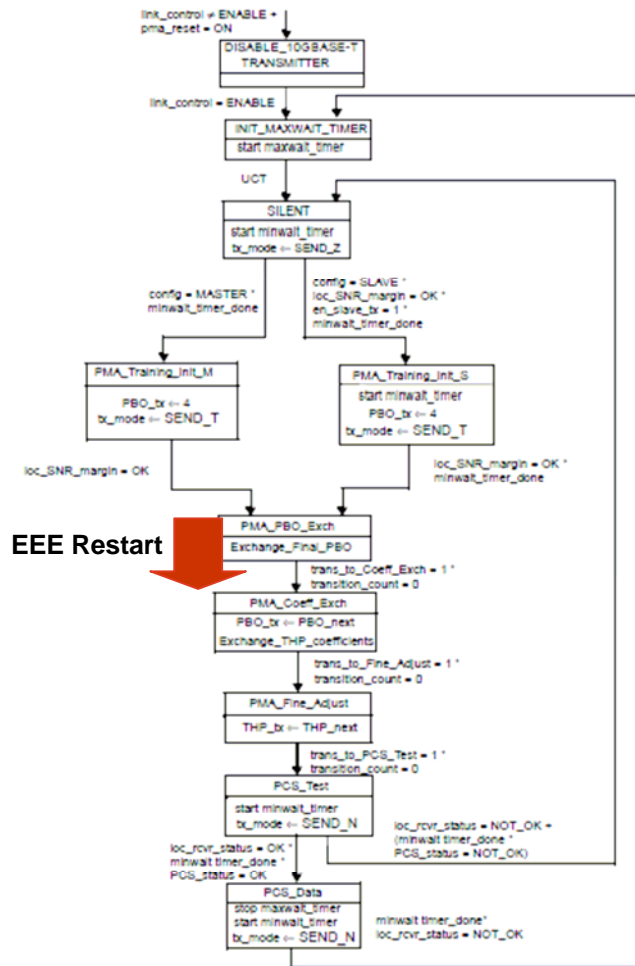 link_control ≠ ENABLE +
pma_reset = ON
DISABLE_10GBASE-T
TRANSMITTER
link_control = ENABLE
INIT_MAXWAIT_TIMER
start maxwait_timer
UCT
SILENT
start minwait_timer
tx_mode ← SEND_Z
config = MASTER *
minwait_timer_done
config = SLAVE *
loc_SNR_margin = OK *
en_slave_tx = 1 *
minwait_timer_done
PMA_Training_Init_M
PBO_tx ← 4
tx_mode ← SEND_T
PMA_Training_Init_S
start minwait_timer
PBO_tx ← 4
tx_mode ← SEND_T
loc_SNR_margin = OK
loc_SNR_margin = OK *
minwait_timer_done
EEE Restart
PMA_PBO_Exch
Exchange_Final_PBO
trans_to_Coeff_Exch = 1 *
transition_count = 0
PMA_Coeff_Exch
PBO_tx ← PBO_next
Exchange_THP_coefficients
trans_to_Fine_Adjust = 1 *
transition_count = 0
PMA_Fine_Adjust
THP_tx ← THP_next
trans_to_PCS_Test = 1 *
transition_count = 0
PCS_Test
start minwait_timer
tx_mode ← SEND_N
loc_rcvr_status = OK *
minwait timer_done *
PCS_status = OK
loc_rcvr_status = NOT_OK +
(minwait timer_done *
PCS_status = NOT_OK)
PCS_Data
stop maxwait_timer
start minwait_timer
tx_mode ← SEND_N
minwait timer_done*
loc_rcvr_status = NOT_OK